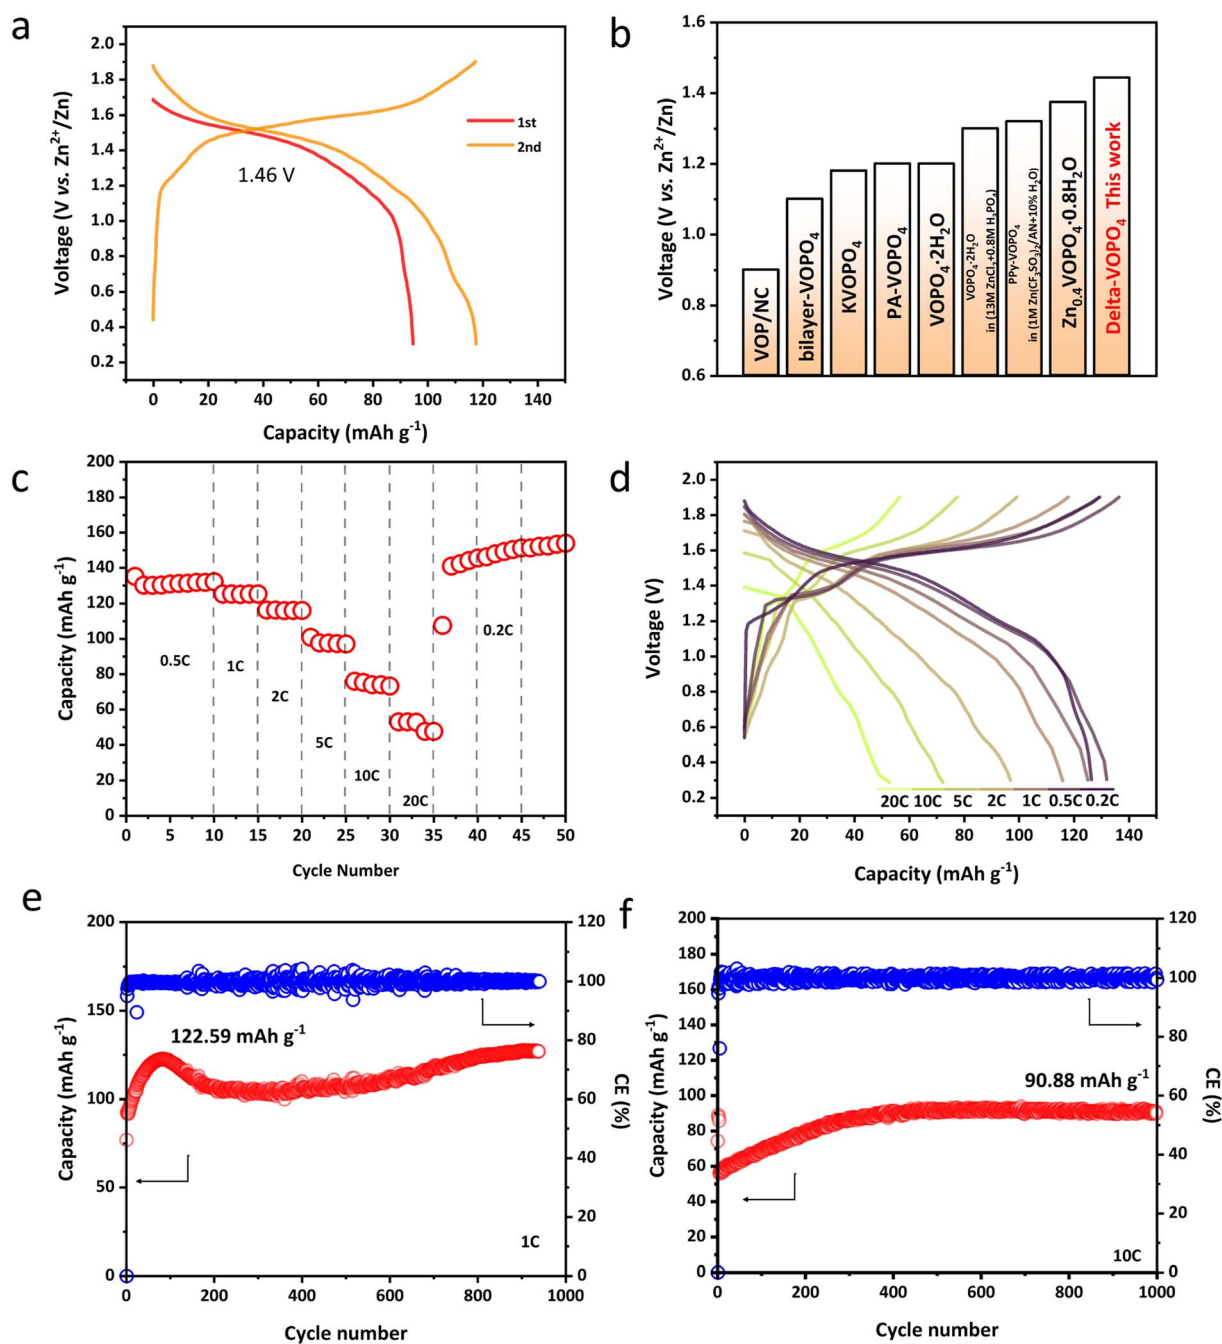 a
2.0
1.8
1.6
1.4
1.2
1.0
0.8
0.6
0.4
0.2
Voltage (V vs. Zn²⁺/Zn)
1st
2nd
1.46 V
0 20 40 60 80 100 120 140
Capacity (mAh g⁻¹)
b
1.6
1.4
1.2
1.0
0.8
0.6
Voltage (V vs. Zn²⁺/Zn)
VOP/NC
bilayer-VOPO₄
KVOPO₄
PA-VOPO₄
VOPO₄·2H₂O
VOPO₄·2H₂O
in (13M ZnCl₂+0.8M H₃PO₄)
PPy-VOPO₄
in (1M Zn(CF₃SO₃)₂/AN+10% H₂O)
Zn₀.₄VOPO₄·0.8H₂O
Delta-VOPO₄ This work
c
200
180
160
140
120
100
80
60
40
20
0
Capacity (mAh g⁻¹)
0.5C
1C
2C
5C
10C
20C
0.2C
0 5 10 15 20 25 30 35 40 45 50
Cycle Number
d
2.0
1.8
1.6
1.4
1.2
1.0
0.8
0.6
0.4
0.2
Voltage (V)
20C 10C 5C 2C 1C 0.5C 0.2C
0 20 40 60 80 100 120 140
Capacity (mAh g⁻¹)
e
200
150
100
50
0
Capacity (mAh g⁻¹)
122.59 mAh g⁻¹
1C
120
100
80
60
40
20
0
CE (%)
0 200 400 600 800 1000
Cycle number
f
200
180
160
140
120
100
80
60
40
20
0
Capacity (mAh g⁻¹)
90.88 mAh g⁻¹
10C
120
100
80
60
40
20
0
CE (%)
0 200 400 600 800 1000
Cycle number